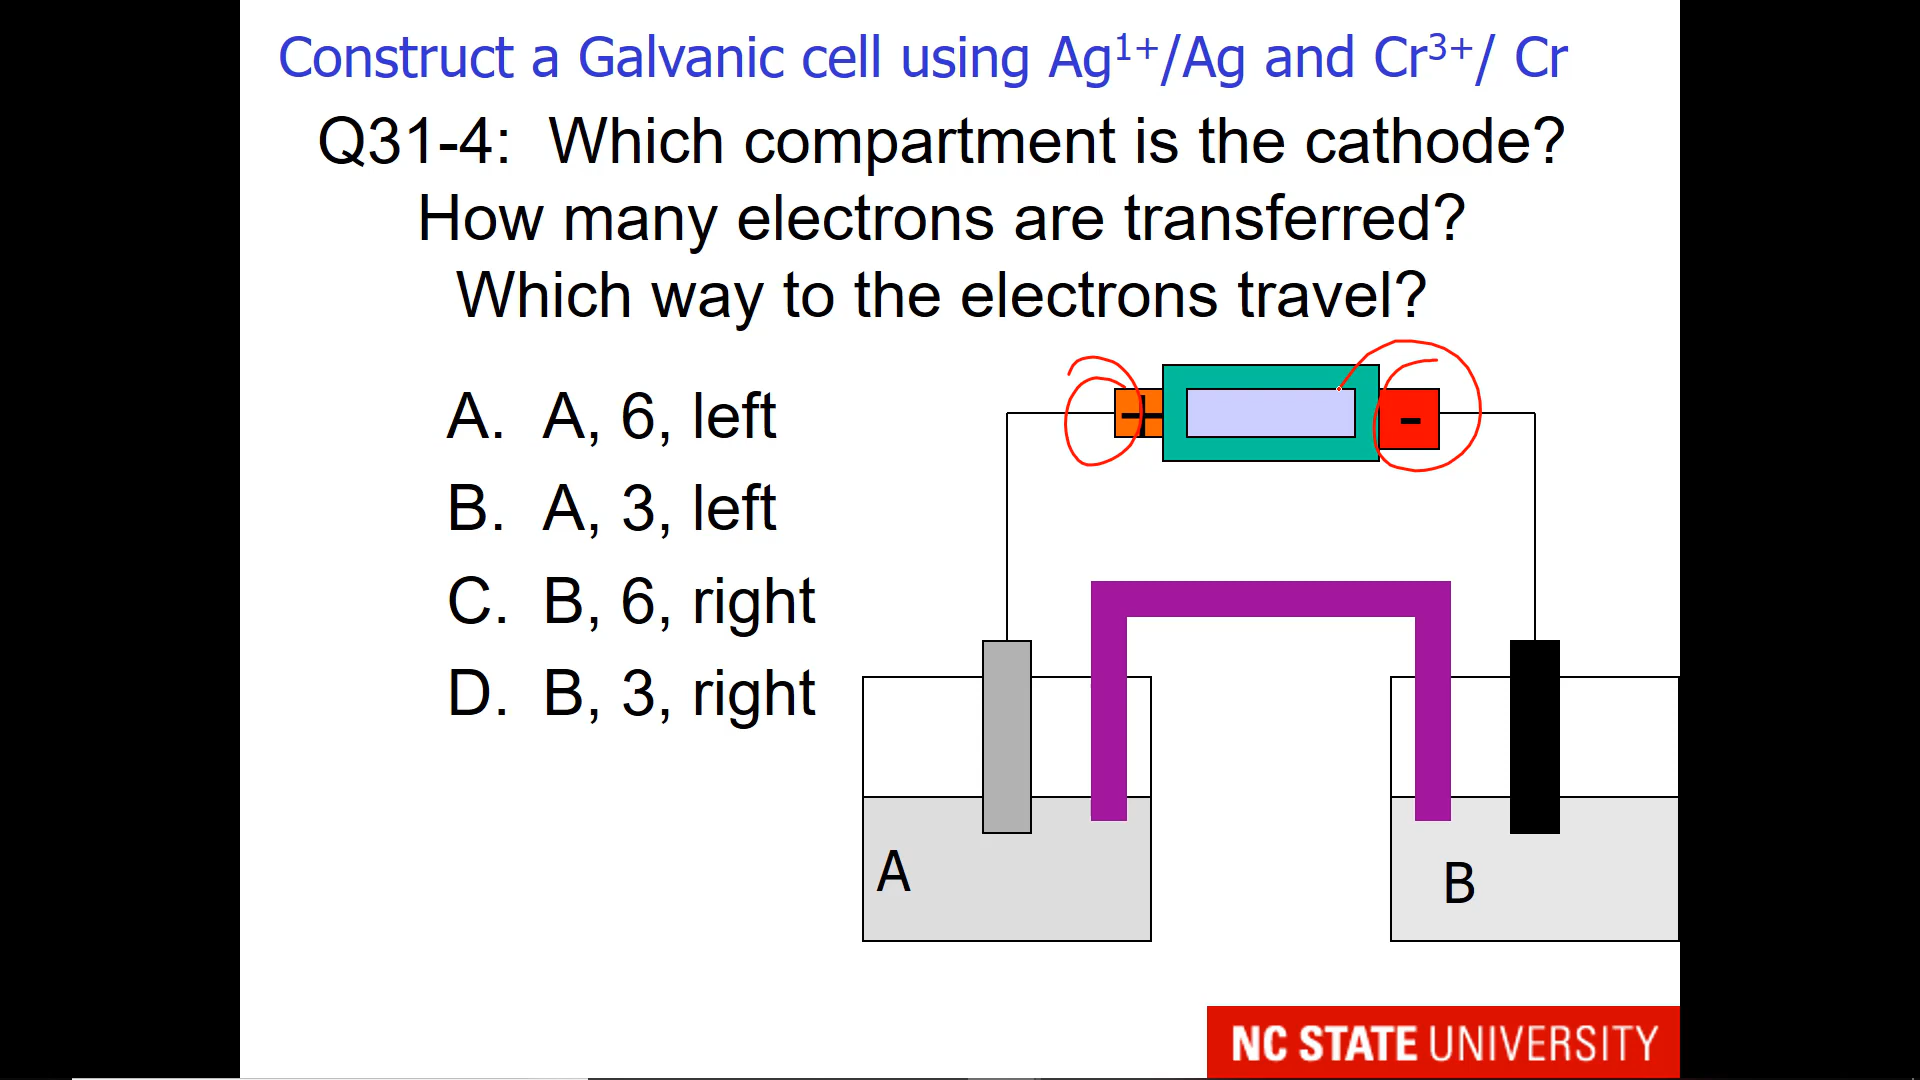 Construct a Galvanic cell using Ag¹⁺/Ag and Cr³⁺/ Cr
Q31-4: Which compartment is the cathode?
How many electrons are transferred?
Which way to the electrons travel?
A. A, 6, left
B. A, 3, left
C. B, 6, right
D. B, 3, right
+
-
A
B
NC STATE UNIVERSITY